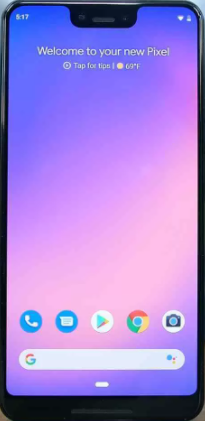 5:17
Welcome to your new Pixel
Tap for tips | 69°F
G